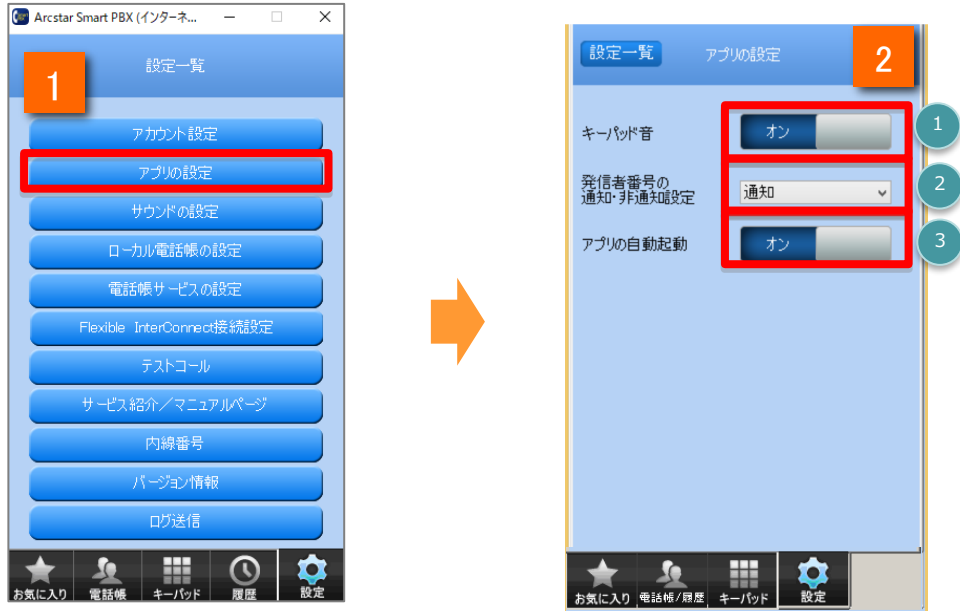 Arcstar Smart PBX (インターネ...
設定一覧
1
アカウント設定
アプリの設定
サウンドの設定
ローカル電話帳の設定
電話帳サービスの設定
Flexible InterConnect接続設定
テストコール
サービス紹介／マニュアルページ
内線番号
バージョン情報
ログ送信
お気に入り 電話帳 キーパッド 履歴 設定
設定一覧 アプリの設定
2
キーパッド音 オン 1
発信者番号の
通知・非通知設定 通知 2
アプリの自動起動 オン 3
お気に入り 電話帳/履歴 キーパッド 設定